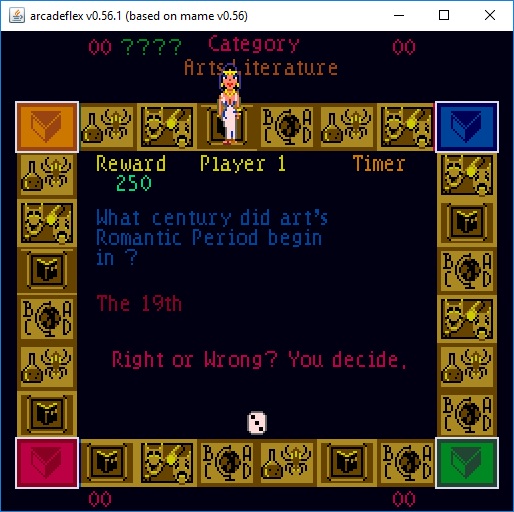 arcadeflex v0.56.1 (based on mame v0.56)
00 ???? Category 00
Arts Literature
Reward Player 1 Timer
250
What century did art's
Romantic Period begin
in ?
The 19th
Right or Wrong? You decide.
00 00